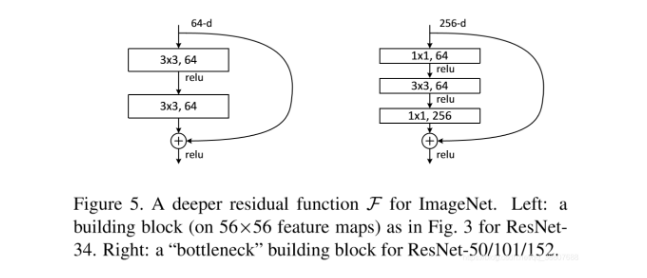 64-d
3x3, 64
relu
3x3, 64
relu
256-d
1x1, 64
relu
3x3, 64
relu
1x1, 256
relu
Figure 5. A deeper residual function F for ImageNet. Left: a
building block (on 56×56 feature maps) as in Fig. 3 for ResNet-
34. Right: a “bottleneck” building block for ResNet-50/101/152.